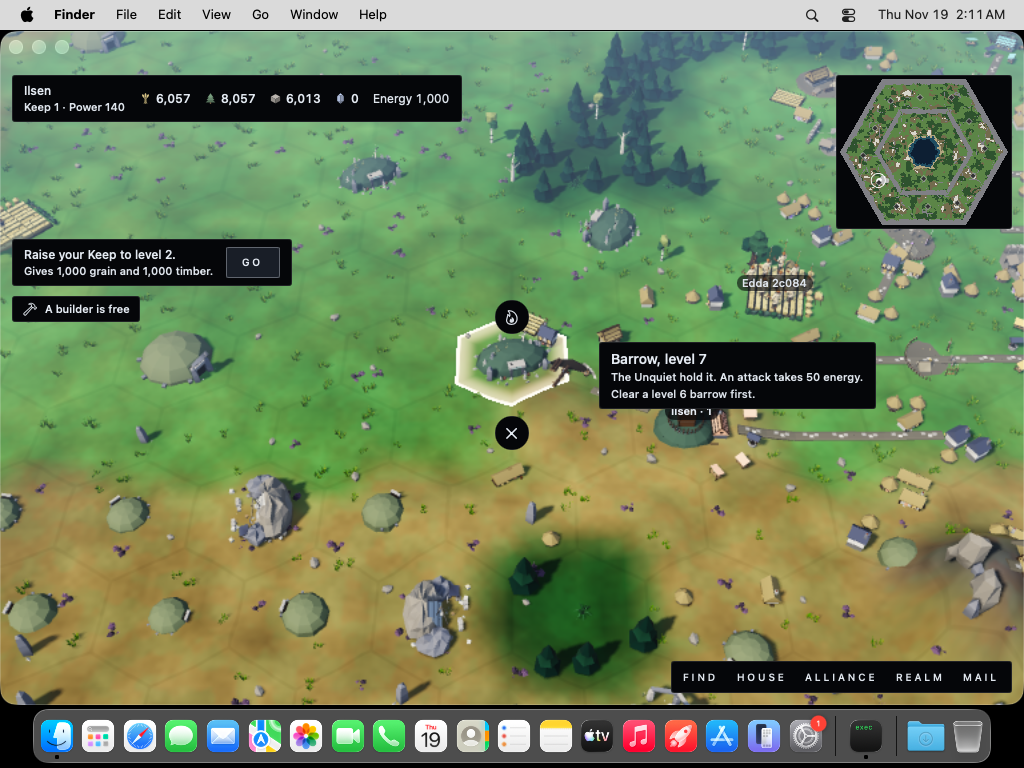 Finder File Edit View Go Window Help Thu Nov 19 2:11 AM
Ilsen
Keep 1 · Power 140
6,057 8,057 6,013 0 Energy 1,000
Raise your Keep to level 2.
Gives 1,000 grain and 1,000 timber.
GO
A builder is free
Edda 2c084
Barrow, level 7
The Unquiet hold it. An attack takes 50 energy.
Clear a level 6 barrow first.
Ilsen · 1
FIND HOUSE ALLIANCE REALM MAIL
Thu
19
tv
1
exec